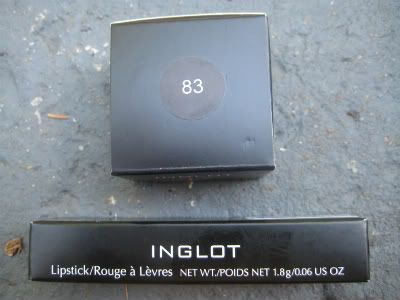 83
INGLOT
Lipstick/Rouge à Lèvres NET WT./POIDS NET 1.8g/0.06 US OZ